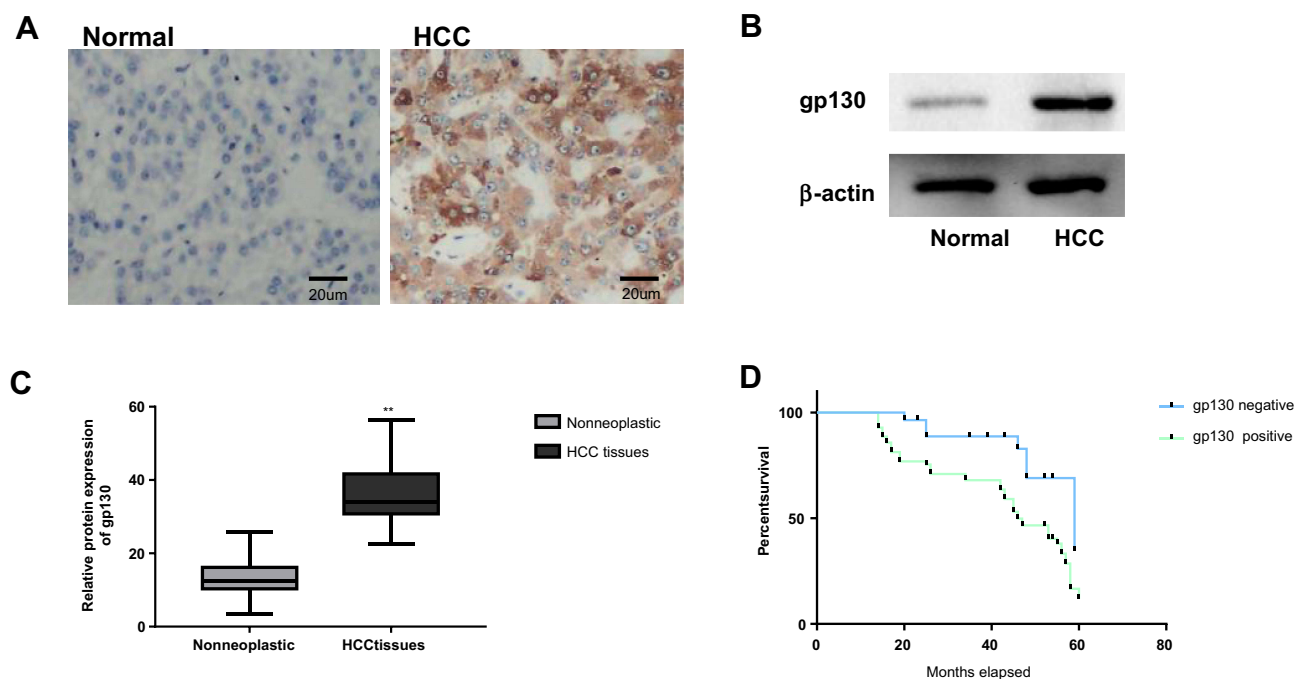 A
Normal
HCC
20um
20um
B
gp130
β-actin
Normal
HCC
C
Relative protein expression
of gp130
60
40
20
0
**
Nonneoplastic
HCCtissues
Nonneoplastic
HCC tissues
D
Percentsurvival
100
50
0
0
20
40
60
80
Months elapsed
gp130 negative
gp130 positive